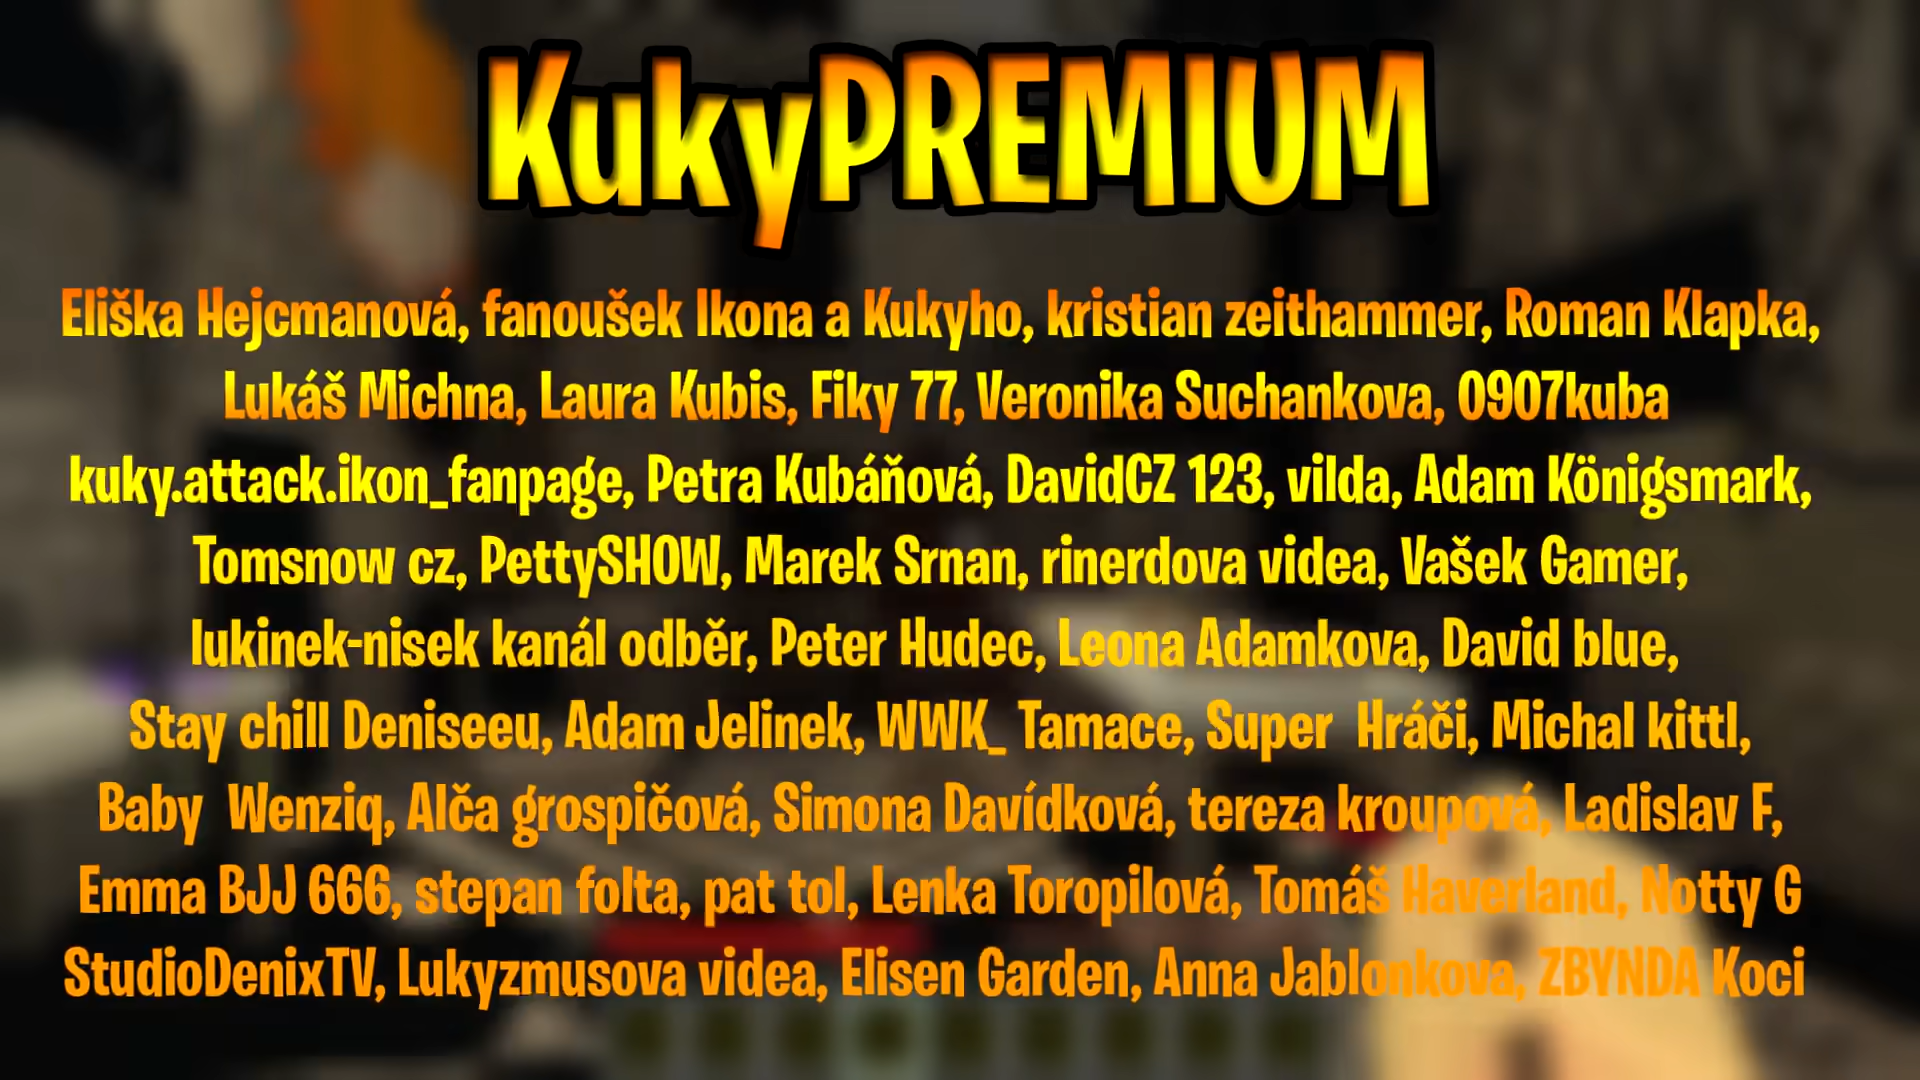 KukyPREMIUM
Eliška Hejcmanová, fanoušek Ikona a Kukyho, kristian zeithammer, Roman Klapka,
Lukáš Michna, Laura Kubis, Fiky 77, Veronika Suchankova, 0907kuba
kuky.attack.ikon_fanpage, Petra Kubáňová, DavidCZ 123, vilda, Adam Königsmark,
Tomsnow cz, PettySHOW, Marek Srnan, rinerdova videa, Vašek Gamer,
lukinek-nisek kanál odběr, Peter Hudec, Leona Adamkova, David blue,
Stay chill Deniseeu, Adam Jelinek, WWK_ Tamace, Super  Hráči, Michal kittl,
Baby  Wenziq, Alča grospičová, Simona Davídková, tereza kroupová, Ladislav F,
Emma BJJ 666, stepan folta, pat tol, Lenka Toropilová, Tomáš Haverland, Notty G
StudioDenixTV, Lukyzmusova videa, Elisen Garden, Anna Jablonkova, ZBYNDA Koci